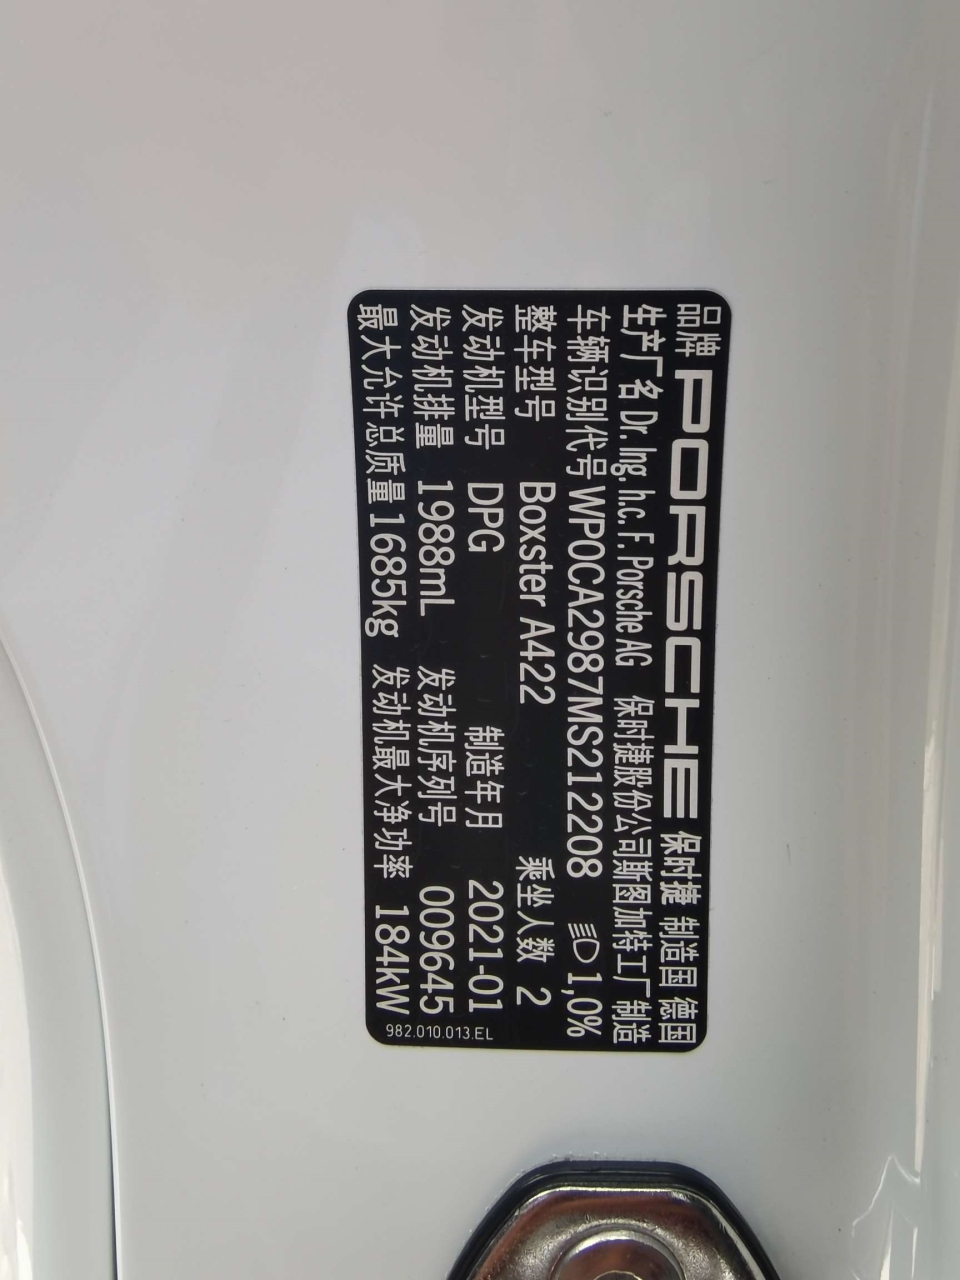 品牌 PORSCHE 保时捷 制造国 德国
生产厂名 Dr. Ing. h.c. F. Porsche AG 保时捷股份公司斯图加特工厂制造
车辆识别代号 WP0CA2987MS212208 1,0%
整车型号 Boxster A422 乘坐人数 2
发动机型号 DPG 制造年月 2021-01
发动机排量 1988mL 发动机序列号 009645
最大允许总质量 1685kg 发动机最大净功率 184kW
982.010.013.EL